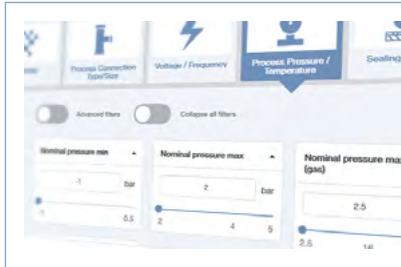 Process Connection
Type/Size
Voltage / Frequency
Process Pressure /
Temperature
Sealing
Advanced filters
Collapse all filters
Nominal pressure min
-1
bar
-1
0.5
Nominal pressure max
2
bar
2
4
5
Nominal pressure max
(gas)
2.5
2.5
16